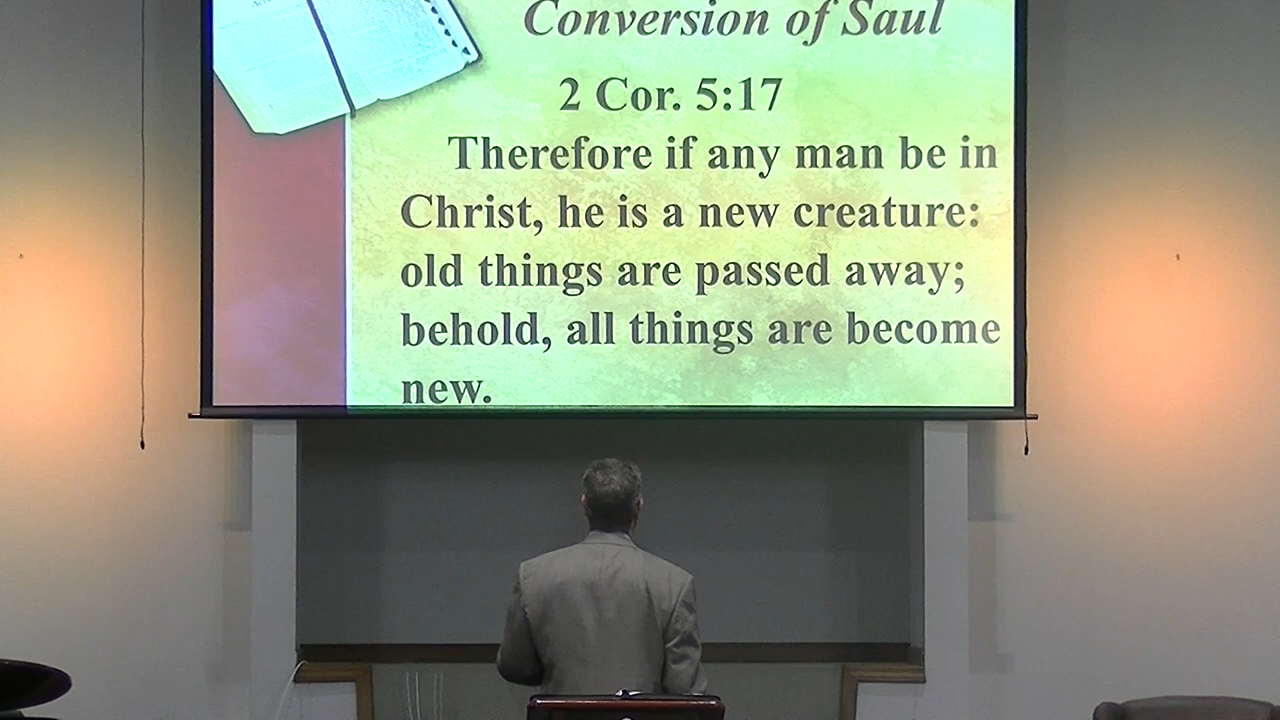 Conversion of Saul
2 Cor. 5:17
Therefore if any man be in
Christ, he is a new creature:
old things are passed away;
behold, all things are become
new.